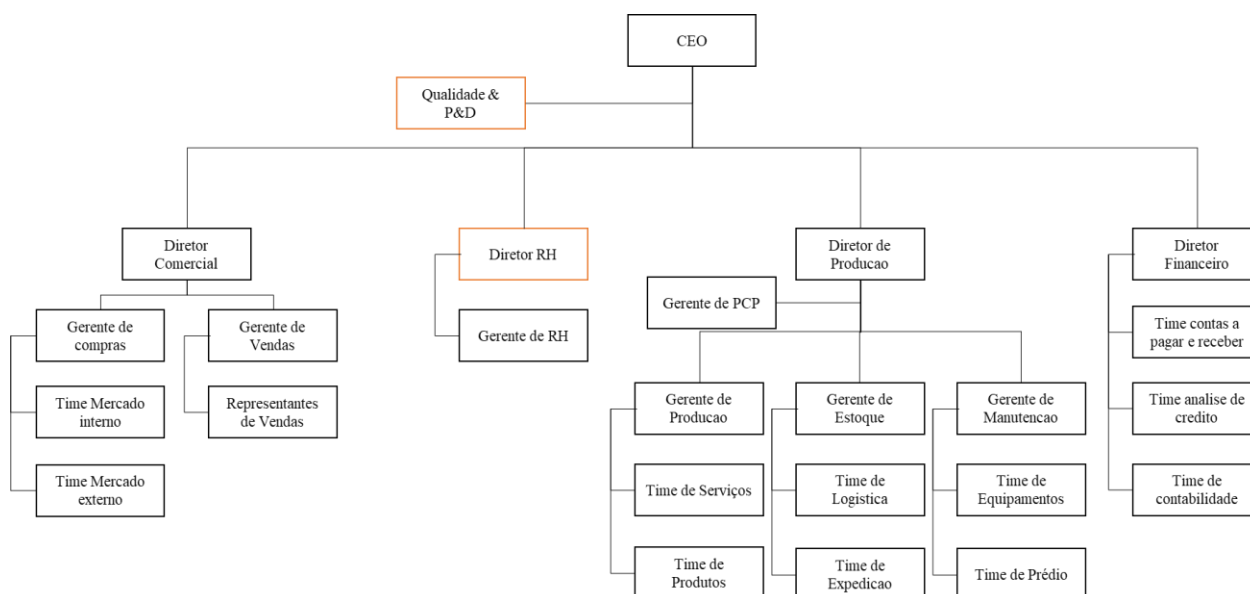 CEO
Qualidade &
P&D
Diretor
Comercial
Diretor RH
Diretor de
Producao
Diretor
Financeiro
Gerente de PCP
Gerente de
compras
Gerente de
Vendas
Gerente de RH
Time contas a
pagar e receber
Time Mercado
interno
Representantes
de Vendas
Gerente de
Producao
Gerente de
Estoque
Gerente de
Manutencao
Time analise de
credito
Time Mercado
externo
Time de Serviços
Time de
Logistica
Time de
Equipamentos
Time de
contabilidade
Time de
Produtos
Time de
Expedicao
Time de Prédio